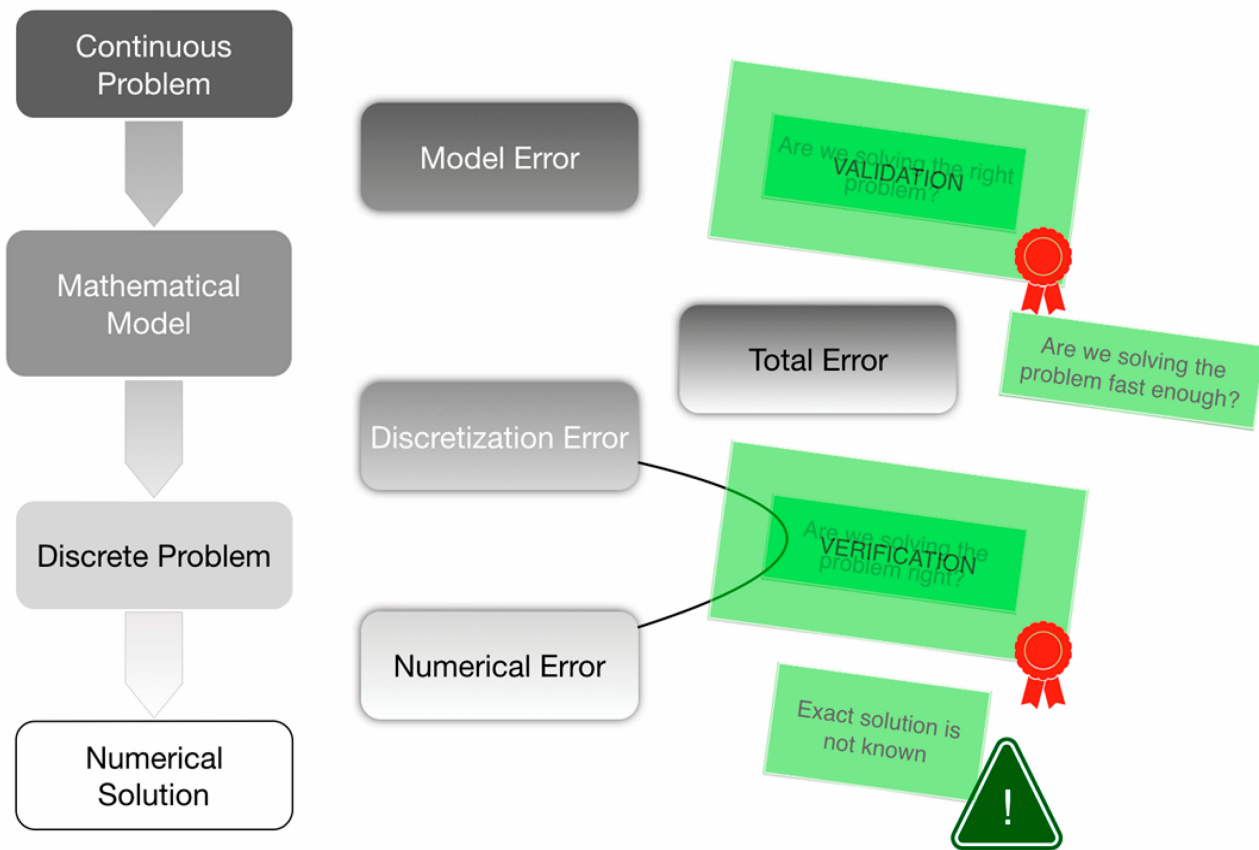 Continuous
Problem
Mathematical
Model
Discrete Problem
Numerical
Solution
Model Error
Discretization Error
Numerical Error
Total Error
Are we solving the right
problem?
VALIDATION
Are we solving the
problem fast enough?
Are we solving the
problem right?
VERIFICATION
Exact solution is
not known
!